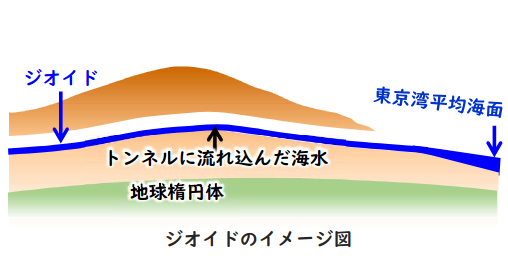 ジオイド
東京湾平均海面
トンネルに流れ込んだ海水
地球楕円体
ジオイドのイメージ図